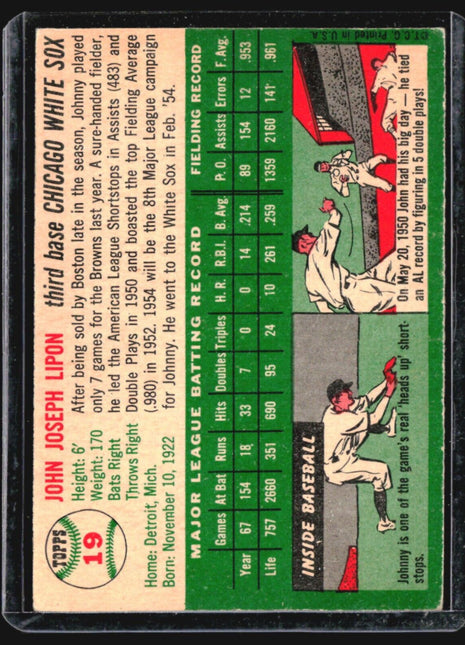 TOPPS
19
JOHN JOSEPH LIPON third base CHICAGO WHITE SOX
Height: 6'
Weight: 170
Bats Right
Throws Right
Home: Detroit, Mich.
Born: November 10, 1922
After being sold by Boston late in the season, Johnny played
only 7 games for the Browns last year. A sure-handed fielder,
he led the American League Shortstops in Assists (483) and
Double Plays in 1950 and boasted the top Fielding Average
(.980) in 1952. 1954 will be the 8th Major League campaign
for Johnny. He went to the White Sox in Feb. '54.
MAJOR LEAGUE BATTING RECORD FIELDING RECORD
Games At Bat Runs Hits Doubles Triples H. R. R.B.I. B. Avg. P. O. Assists Errors F. Avg.
Year 67 154 18 33 7 0 0 14 .214 89 154 12 .953
Life 757 2660 351 690 95 24 10 261 .259 1359 2160 141 .961
INSIDE BASEBALL
Johnny is one of the game's real 'heads up' short-
stops.
On May 20, 1950 John had his big day — he tied
an AL record by figuring in 5 double plays!
©T. C. G. Printed in U. S. A.